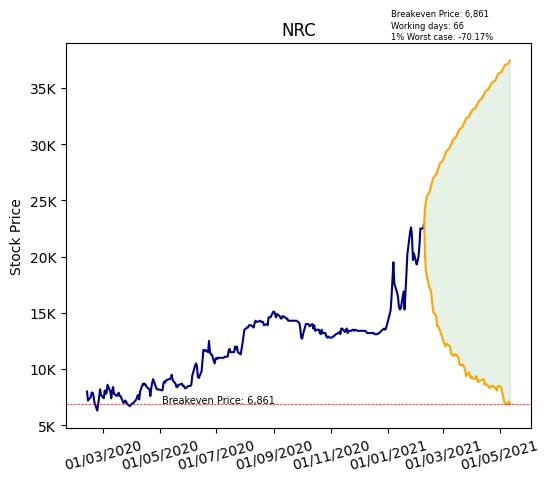 Breakeven Price: 6,861
Working days: 66
1% Worst case: -70.17%
NRC
Stock Price
35K
30K
25K
20K
15K
10K
5K
Breakeven Price: 6,861
01/03/2020
01/05/2020
01/07/2020
01/09/2020
01/11/2020
01/01/2021
01/03/2021
01/05/2021